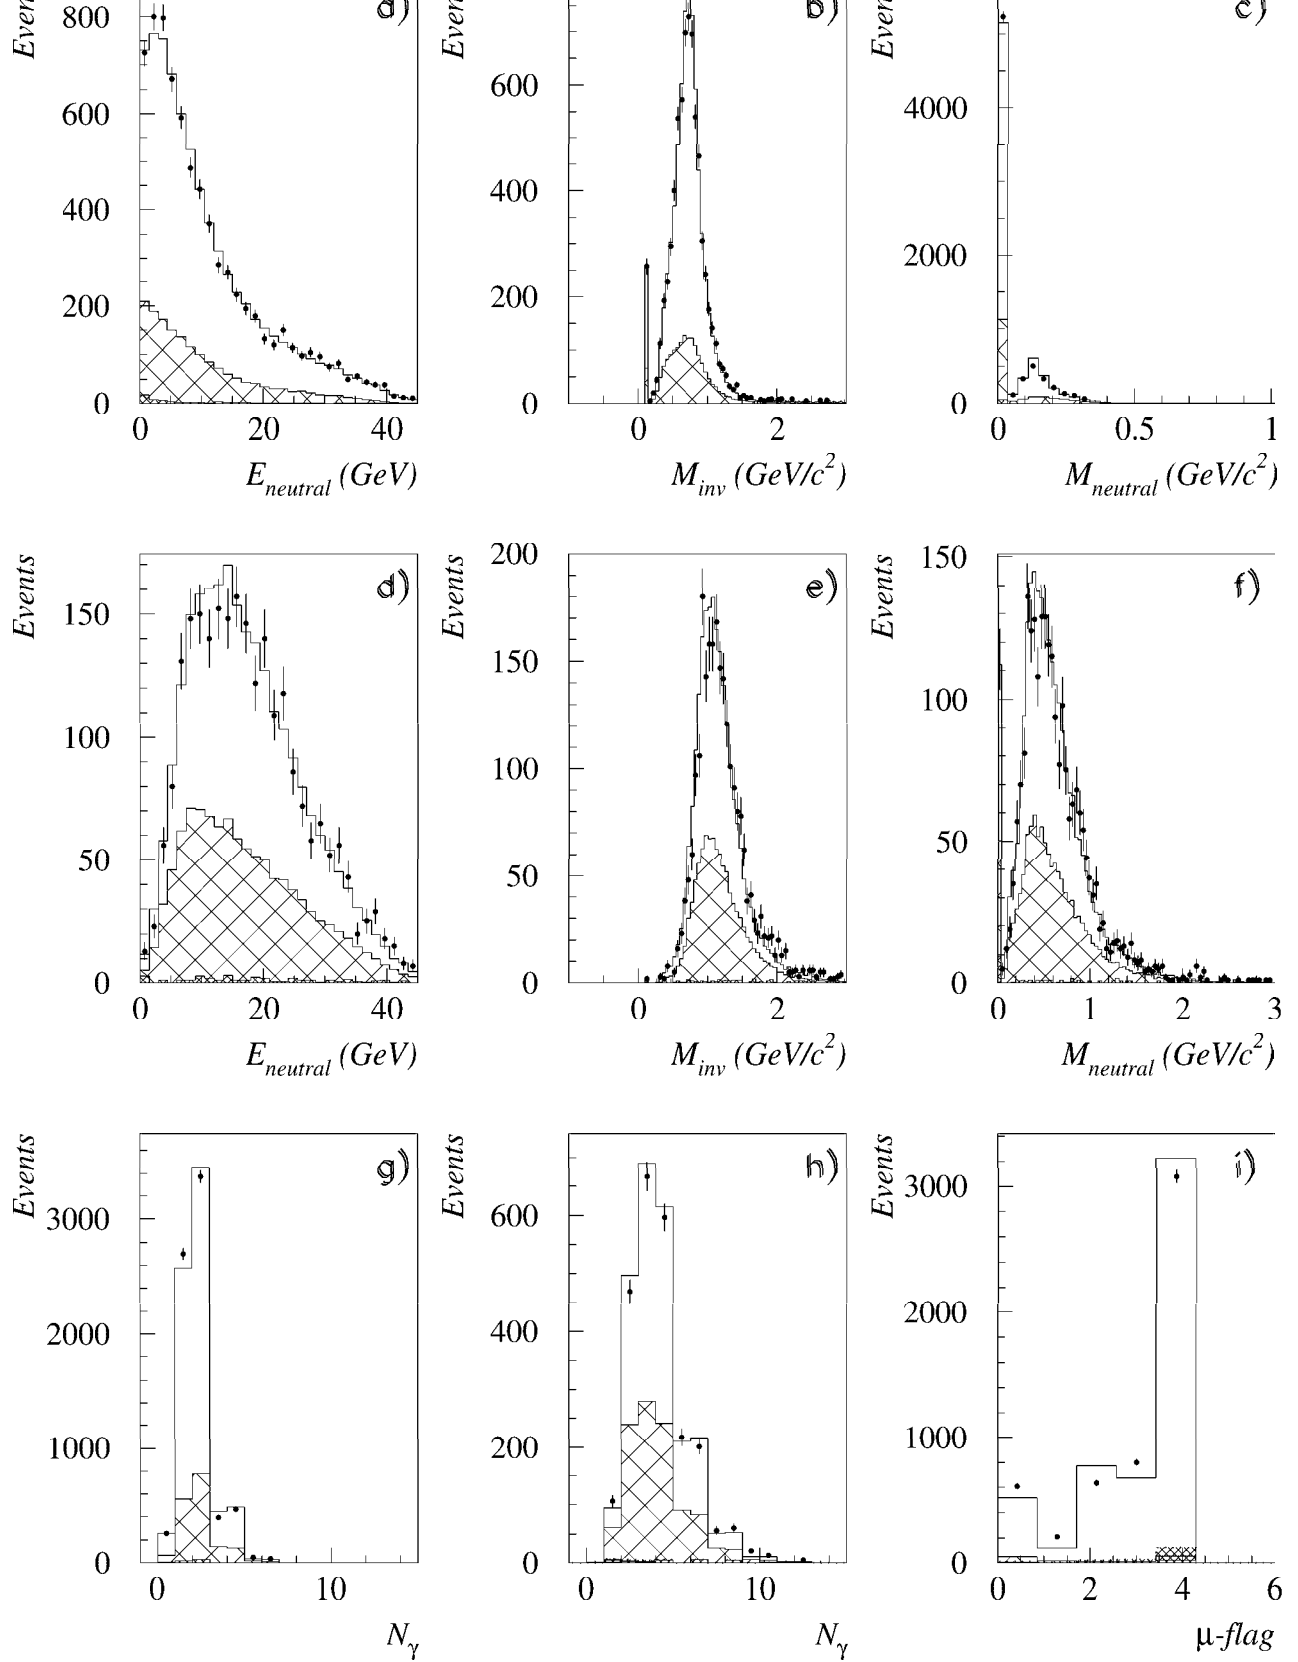 Events a) Events b) Events c)
800
600
400
200
0
0 20 40
E_neutral (GeV)
600
400
200
0
0 2
M_inv (GeV/c²)
4000
2000
0
0 0.5 1
M_neutral (GeV/c²)
Events d)
150
100
50
0
0 20 40
E_neutral (GeV)
Events e)
200
150
100
50
0
0 2
M_inv (GeV/c²)
Events f)
150
100
50
0
0 1 2 3
M_neutral (GeV/c²)
Events g)
3000
2000
1000
0
0 10
N_γ
Events h)
600
400
200
0
0 10
N_γ
Events i)
3000
2000
1000
0
0 2 4 6
μ-flag